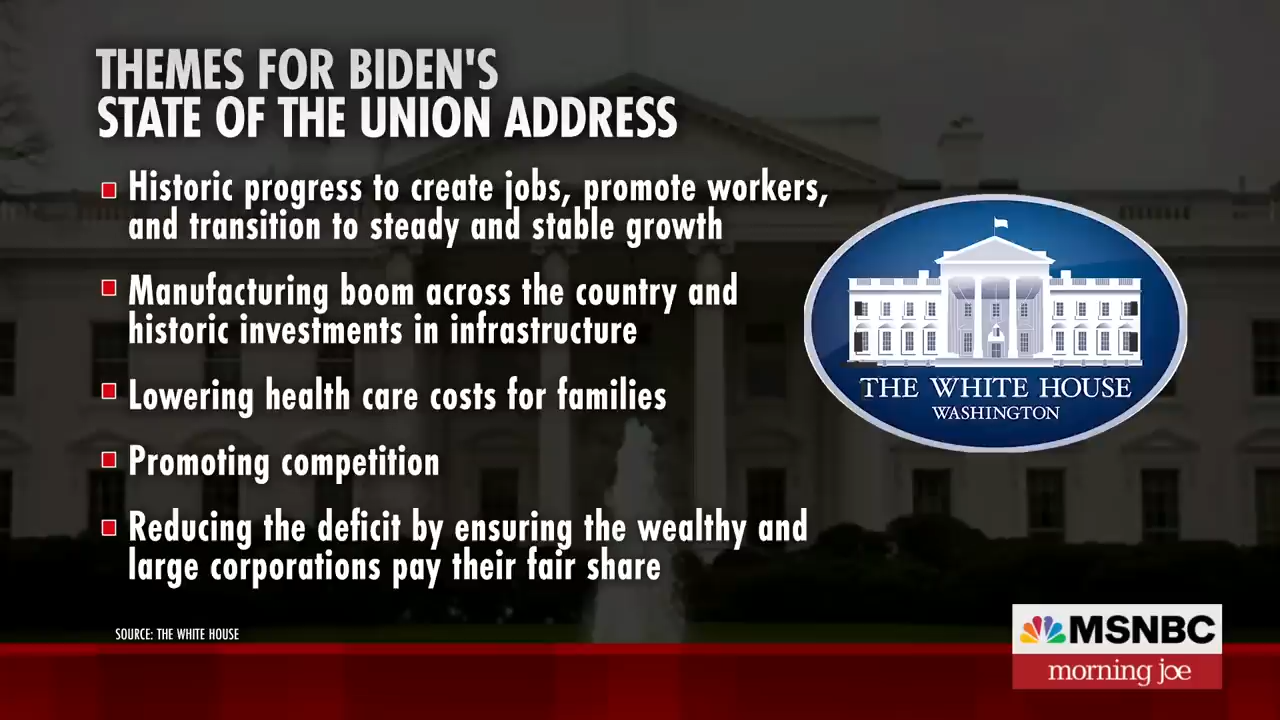 THEMES FOR BIDEN'S
STATE OF THE UNION ADDRESS
Historic progress to create jobs, promote workers,
and transition to steady and stable growth
Manufacturing boom across the country and
historic investments in infrastructure
Lowering health care costs for families
Promoting competition
Reducing the deficit by ensuring the wealthy and
large corporations pay their fair share
THE WHITE HOUSE
WASHINGTON
SOURCE: THE WHITE HOUSE
MSNBC
morning joe